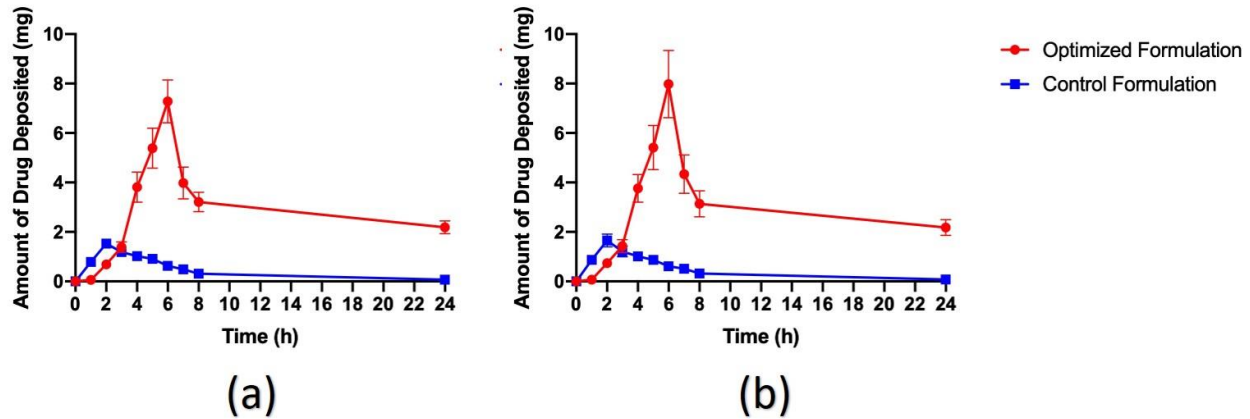 Amount of Drug Deposited (mg)
10
8
6
4
2
0
0 2 4 6 8 10 12 14 16 18 20 22 24
Time (h)
(a)
Amount of Drug Deposited (mg)
10
8
6
4
2
0
0 2 4 6 8 10 12 14 16 18 20 22 24
Time (h)
(b)
Optimized Formulation
Control Formulation